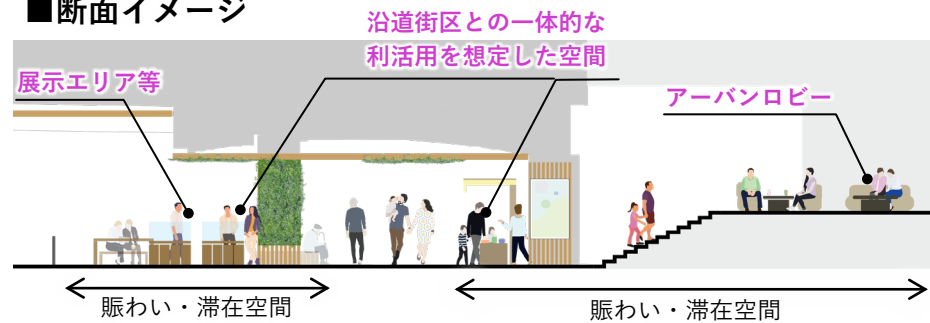 ■断面イメージ
沿道街区との一体的な
利活用を想定した空間
展示エリア等
アーバンロビー
賑わい・滞在空間
賑わい・滞在空間